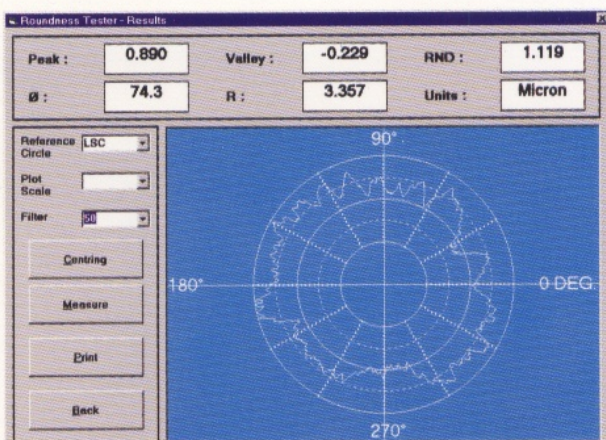 Roundness Tester - Results
Peak : 0.890 Valley : -0.229 RND : 1.119
Ø : 74.3 R : 3.357 Units : Micron
Reference Circle LSC
Plot Scale
Filter 50
Centring
Measure
Print
Back
90°
180°
0 DEG.
270°